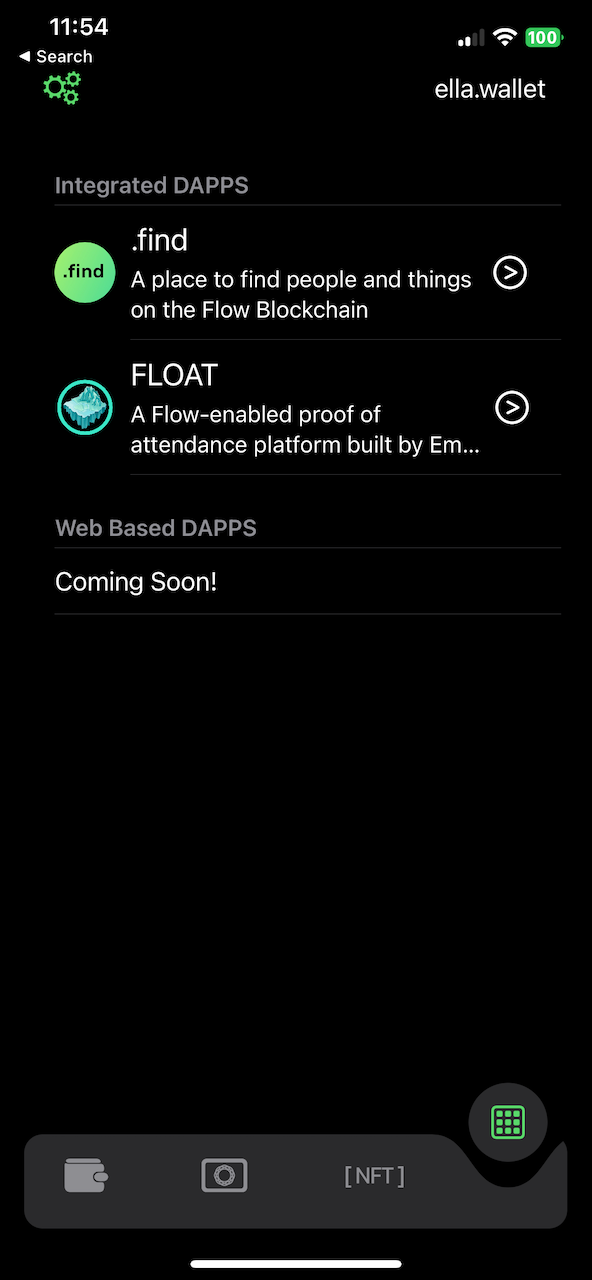 11:54
100
◀ Search
ella.wallet
Integrated DAPPS
.find
.find
A place to find people and things
on the Flow Blockchain
FLOAT
A Flow-enabled proof of
attendance platform built by Em...
Web Based DAPPS
Coming Soon!
[NFT]